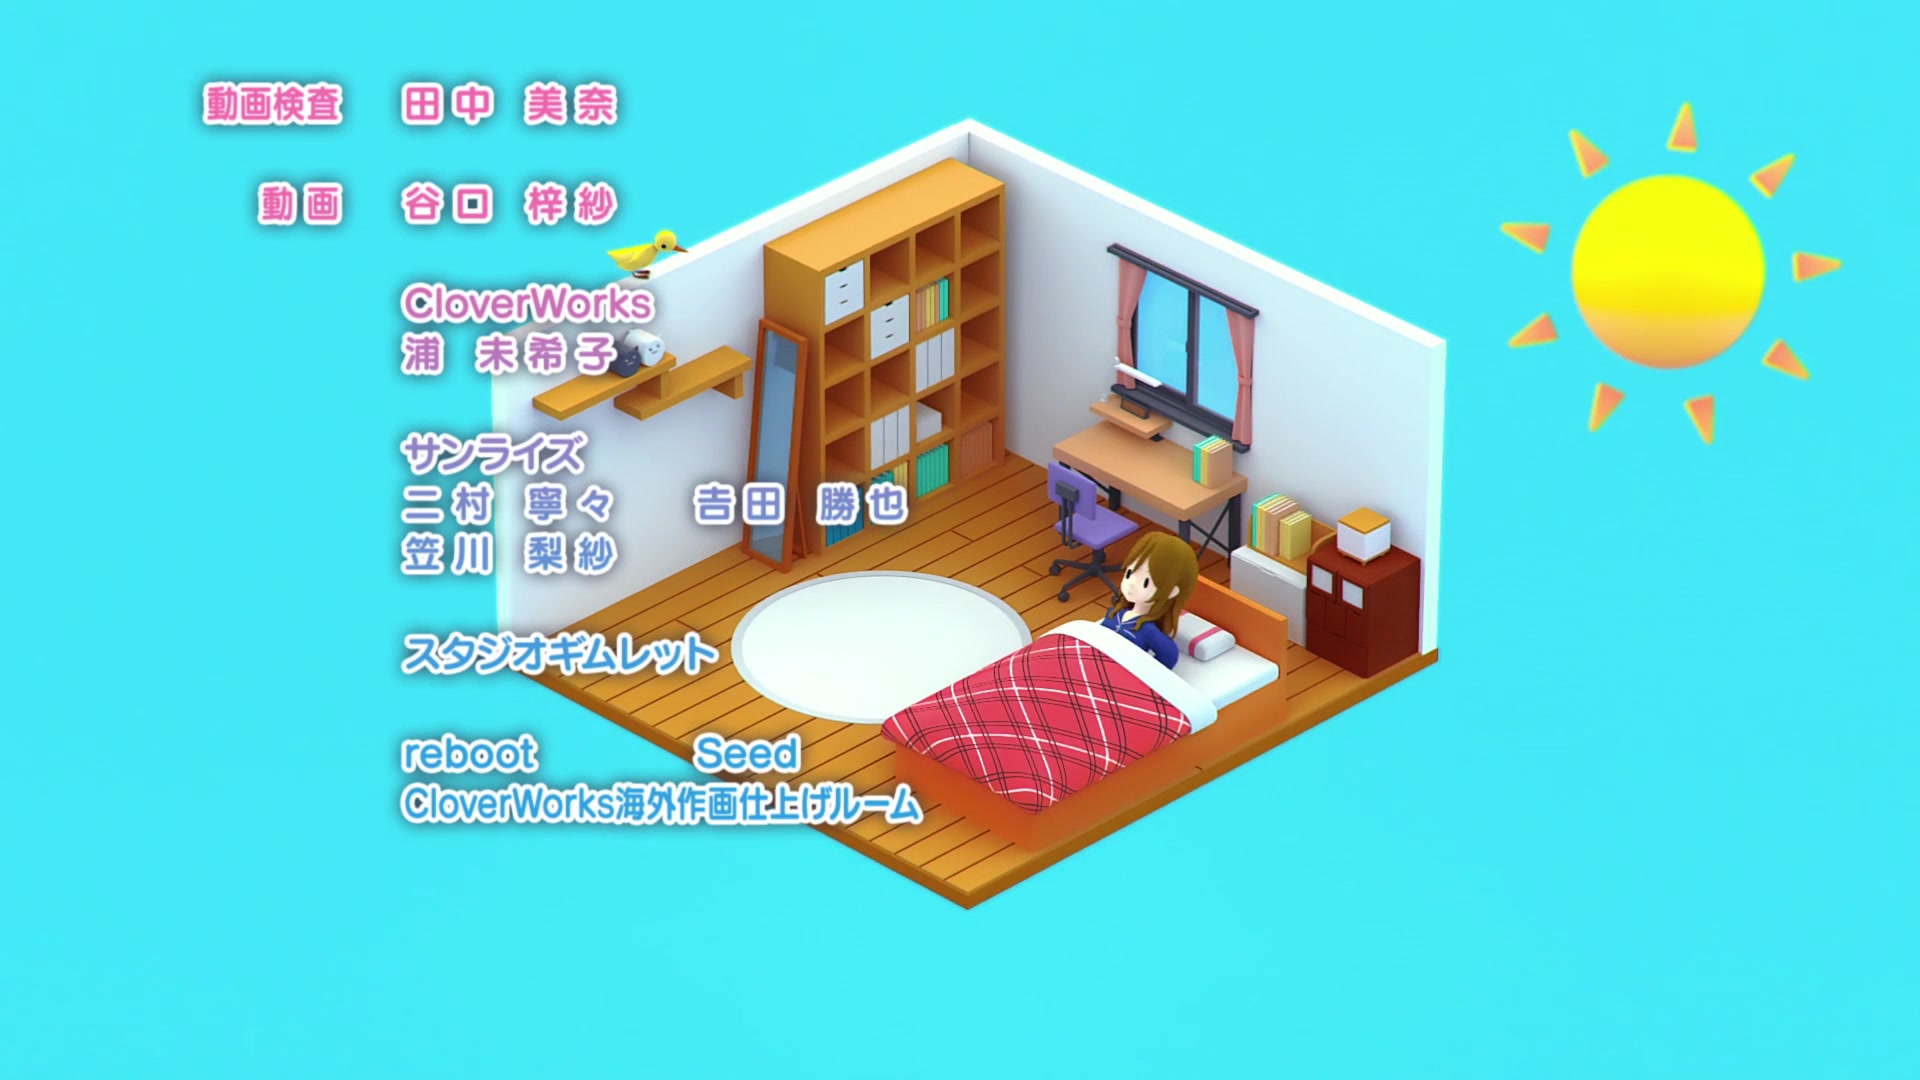 動画検査 田中 美奈
動画 谷口 梓紗
CloverWorks
浦 未希子
サンライズ
二村 寧々 𠮷田 勝也
笠川 梨紗
スタジオギムレット
reboot Seed
CloverWorks海外作画仕上げルーム